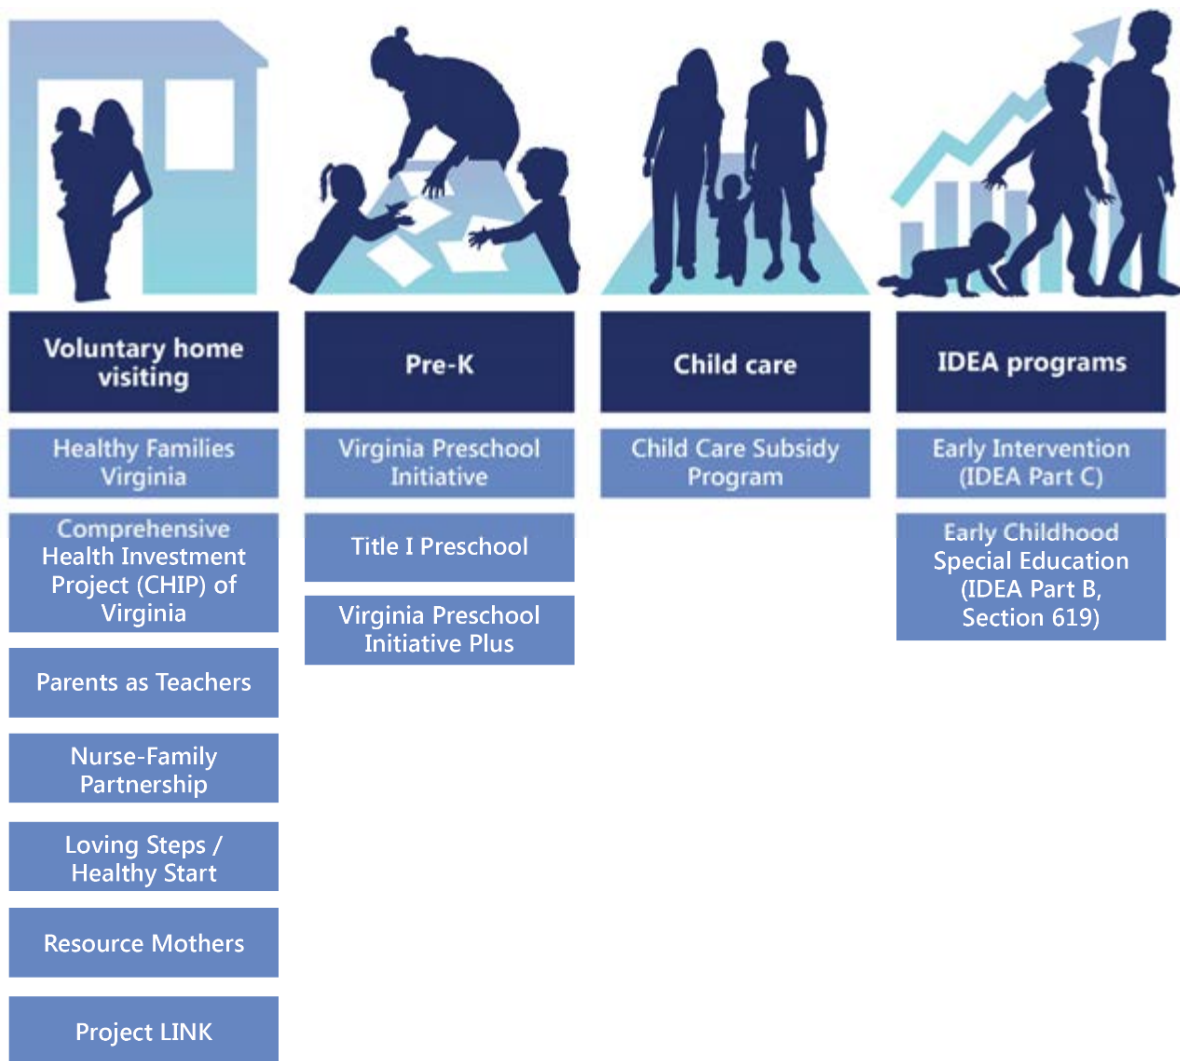 Voluntary home
visiting
Healthy Families
Virginia
Comprehensive
Health Investment
Project (CHIP) of
Virginia
Parents as Teachers
Nurse-Family
Partnership
Loving Steps /
Healthy Start
Resource Mothers
Project LINK
Pre-K
Virginia Preschool
Initiative
Title I Preschool
Virginia Preschool
Initiative Plus
Child care
Child Care Subsidy
Program
IDEA programs
Early Intervention
(IDEA Part C)
Early Childhood
Special Education
(IDEA Part B,
Section 619)